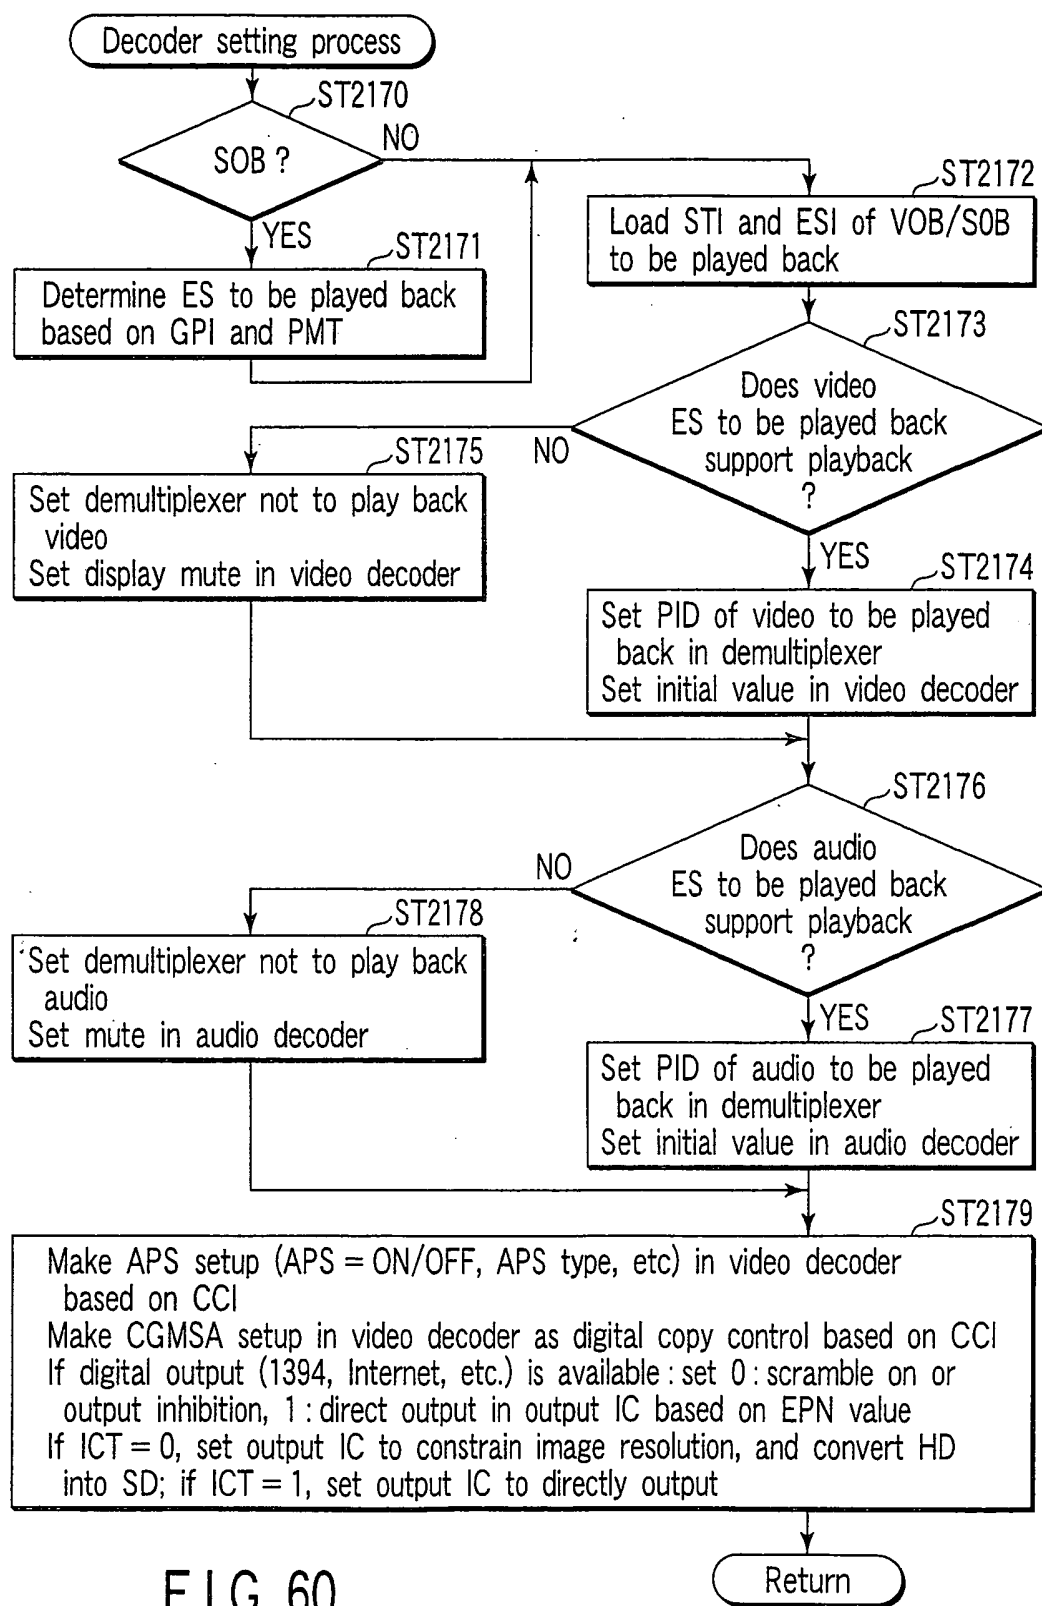 Decoder setting process
ST2170
SOB ?
NO
YES
ST2171
Determine ES to be played back
based on GPI and PMT
ST2172
Load STI and ESI of VOB/SOB
to be played back
ST2173
Does video
ES to be played back
support playback
?
NO
YES
ST2175
Set demultiplexer not to play back
video
Set display mute in video decoder
ST2174
Set PID of video to be played
back in demultiplexer
Set initial value in video decoder
ST2176
Does audio
ES to be played back
support playback
?
NO
YES
ST2178
Set demultiplexer not to play back
audio
Set mute in audio decoder
ST2177
Set PID of audio to be played
back in demultiplexer
Set initial value in audio decoder
ST2179
Make APS setup (APS = ON/OFF, APS type, etc) in video decoder
based on CCI
Make CGMSA setup in video decoder as digital copy control based on CCI
If digital output (1394, Internet, etc.) is available : set 0 : scramble on or
output inhibition, 1 : direct output in output IC based on EPN value
If ICT = 0, set output IC to constrain image resolution, and convert HD
into SD; if ICT = 1, set output IC to directly output
Return
FIG. 60